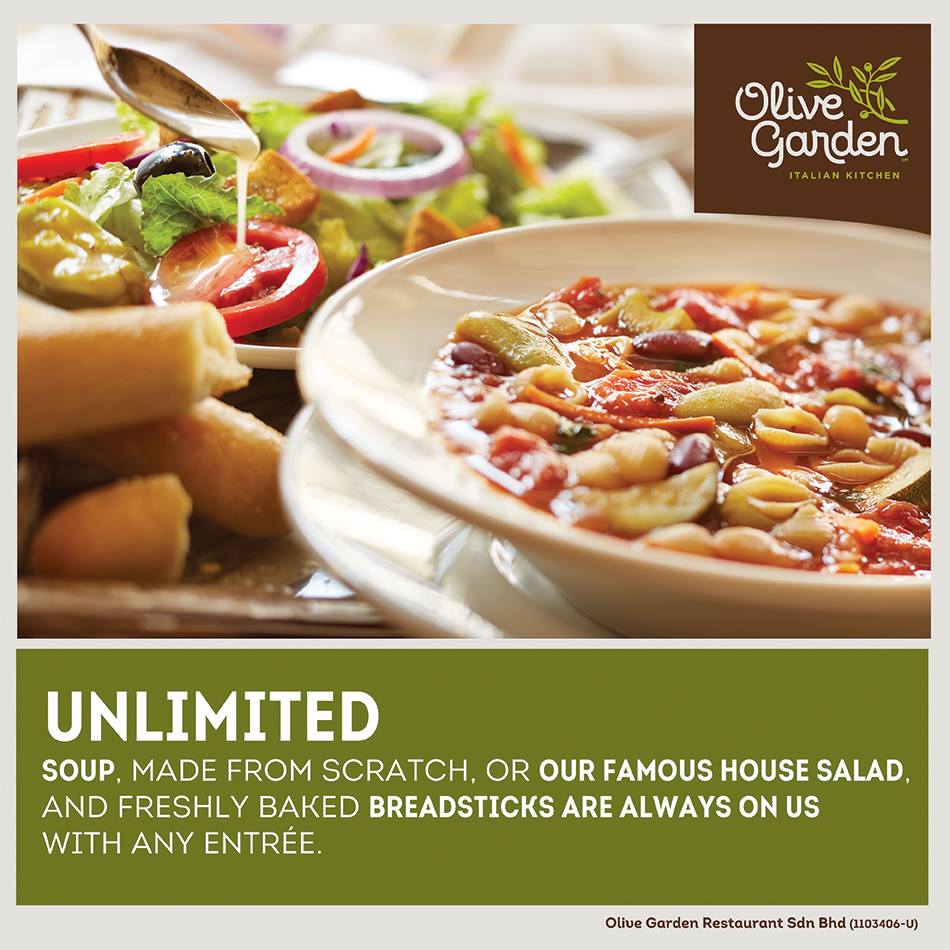 Olive
Garden
ITALIAN KITCHEN
UNLIMITED
SOUP, MADE FROM SCRATCH, OR OUR FAMOUS HOUSE SALAD,
AND FRESHLY BAKED BREADSTICKS ARE ALWAYS ON US
WITH ANY ENTRÉE.
Olive Garden Restaurant Sdn Bhd (1103406-U)